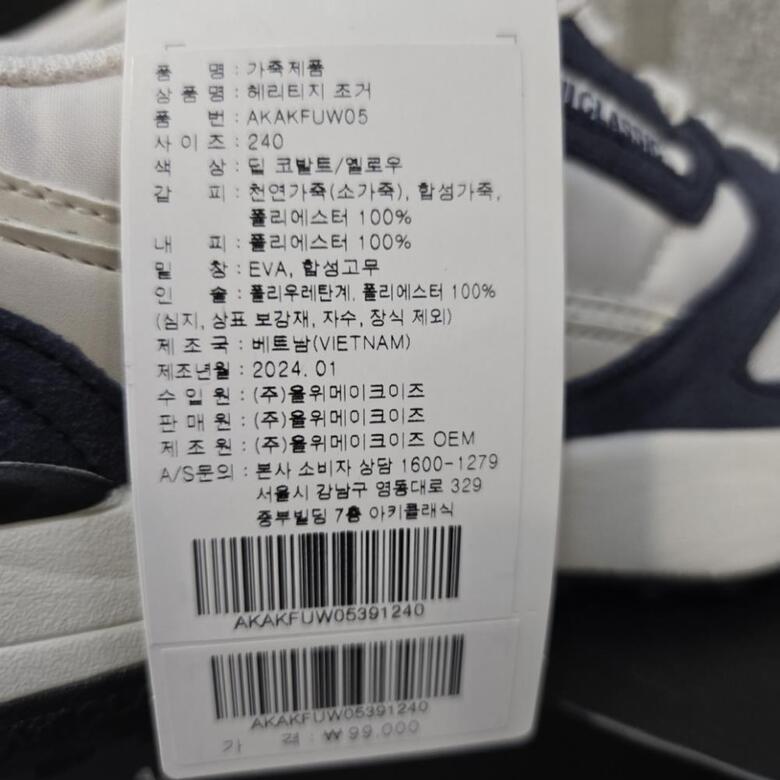 품 명 : 가죽제품
상 품 명 : 헤리티지 조거
품 번 : AKAKFUW05
사 이 즈 : 240
색 상 : 딥 코발트/옐로우
갑 피 : 천연가죽(소가죽), 합성가죽,
폴리에스터 100%
내 피 : 폴리에스터 100%
밑 창 : EVA, 합성고무
인 솔 : 폴리우레탄계, 폴리에스터 100%
(심지, 상표 보강재, 자수, 장식 제외)
제 조 국 : 베트남(VIETNAM)
제조년월 : 2024. 01
수 입 원 : (주)올위메이크이즈
판 매 원 : (주)올위메이크이즈
제 조 원 : (주)올위메이크이즈 OEM
A/S문의 : 본사 소비자 상담 1600-1279
서울시 강남구 영동대로 329
중부빌딩 7층 아키클래식
AKAKFUW05391240
AKAKFUW05391240
가 격 : ₩99,000